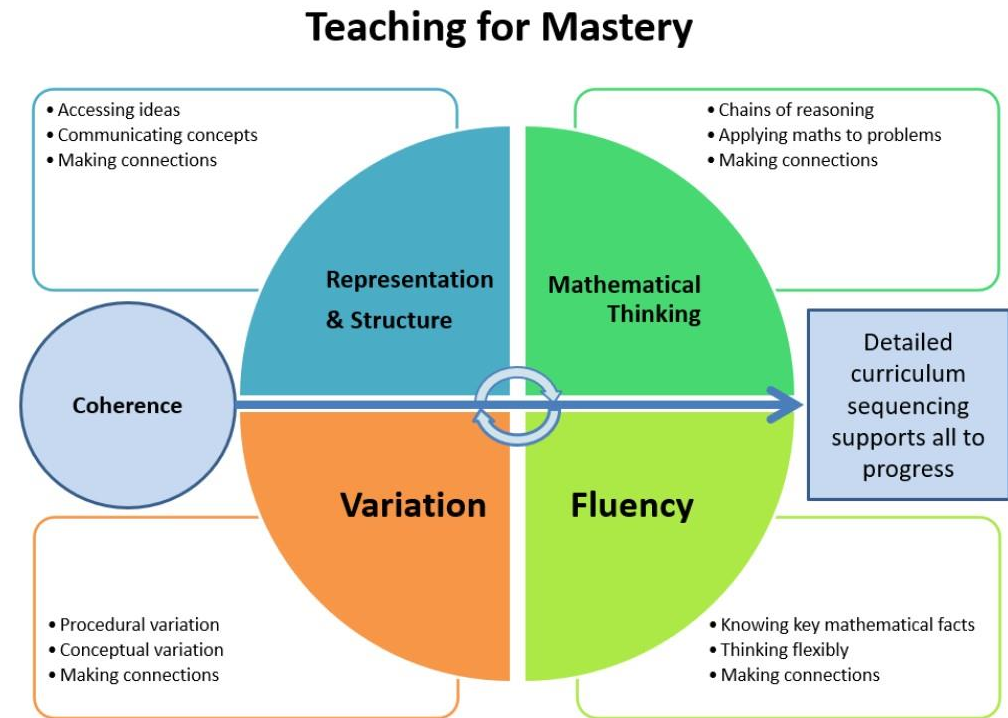 Teaching for Mastery
• Accessing ideas
• Communicating concepts
• Making connections
• Chains of reasoning
• Applying maths to problems
• Making connections
Representation
& Structure
Mathematical
Thinking
Coherence
Detailed
curriculum
sequencing
supports all to
progress
Variation
Fluency
• Procedural variation
• Conceptual variation
• Making connections
• Knowing key mathematical facts
• Thinking flexibly
• Making connections